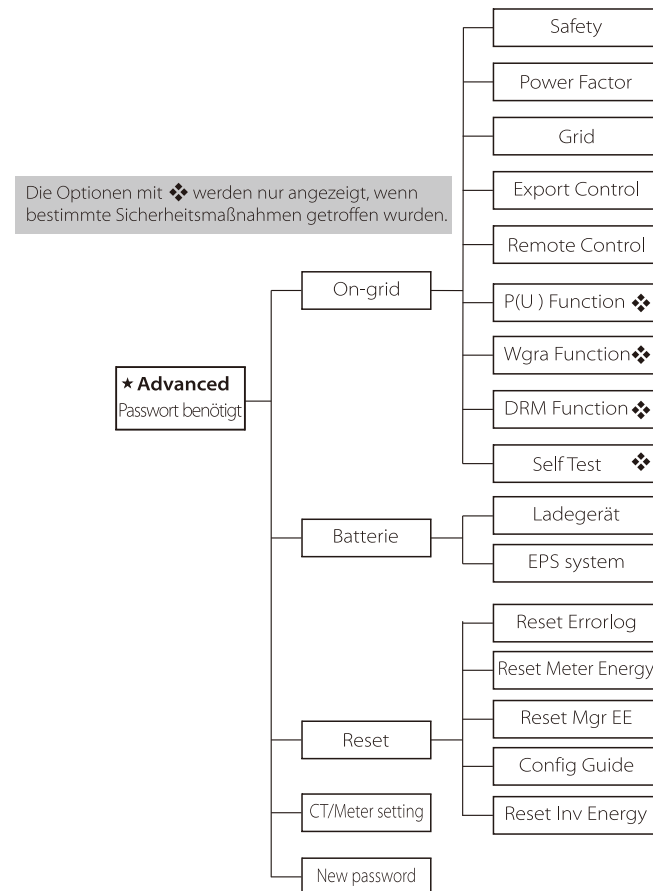 Safety
Power Factor
Grid
Die Optionen mit ❖ werden nur angezeigt, wenn
bestimmte Sicherheitsmaßnahmen getroffen wurden.
Export Control
Remote Control
On-grid
P(U ) Function ❖
Wgra Function❖
★ Advanced
Passwort benötigt
DRM Function ❖
Self Test ❖
Batterie
Ladegerät
EPS system
Reset
Reset Errorlog
Reset Meter Energy
Reset Mgr EE
Config Guide
Reset Inv Energy
CT/Meter setting
New password